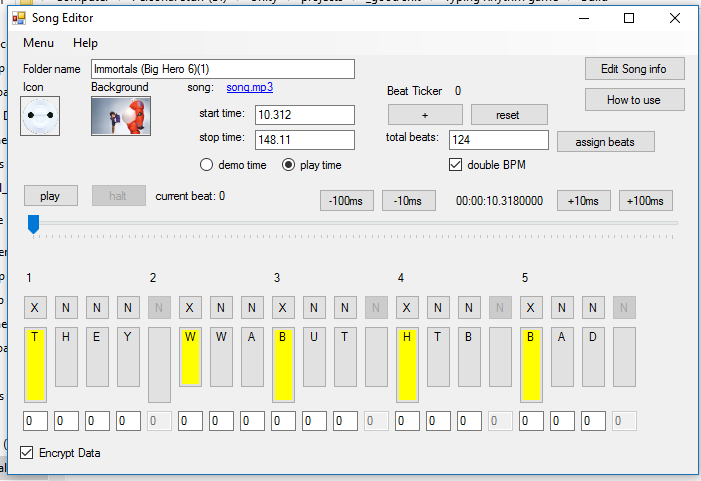 Song Editor
Menu Help
Folder name Immortals (Big Hero 6)(1)
Edit Song info
Icon Background song: song.mp3
Beat Ticker 0
How to use
start time: 10.312
+ reset
stop time: 148.11
total beats: 124
assign beats
demo time play time
double BPM
play halt current beat: 0
-100ms -10ms 00:00:10.3180000 +10ms +100ms
1 2 3 4 5
X N N N N X N N X N N N X N N N X N N N
T H E Y W W A B U T H T B B A D
0 0 0 0 0 0 0 0 0 0 0 0 0 0 0 0 0 0 0 0
Encrypt Data